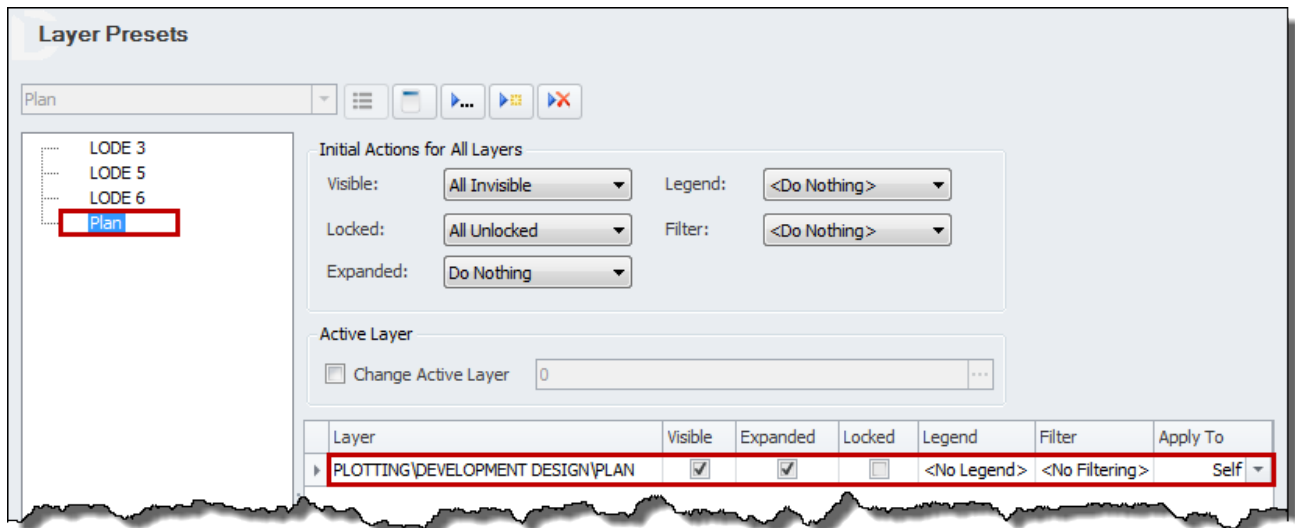 Layer Presets
Plan
LODE 3
LODE 5
LODE 6
Plan
Initial Actions for All Layers
Visible: All Invisible Legend: <Do Nothing>
Locked: All Unlocked Filter: <Do Nothing>
Expanded: Do Nothing
Active Layer
Change Active Layer 0 ...
Layer Visible Expanded Locked Legend Filter Apply To
PLOTTING\DEVELOPMENT DESIGN\PLAN <No Legend> <No Filtering> Self